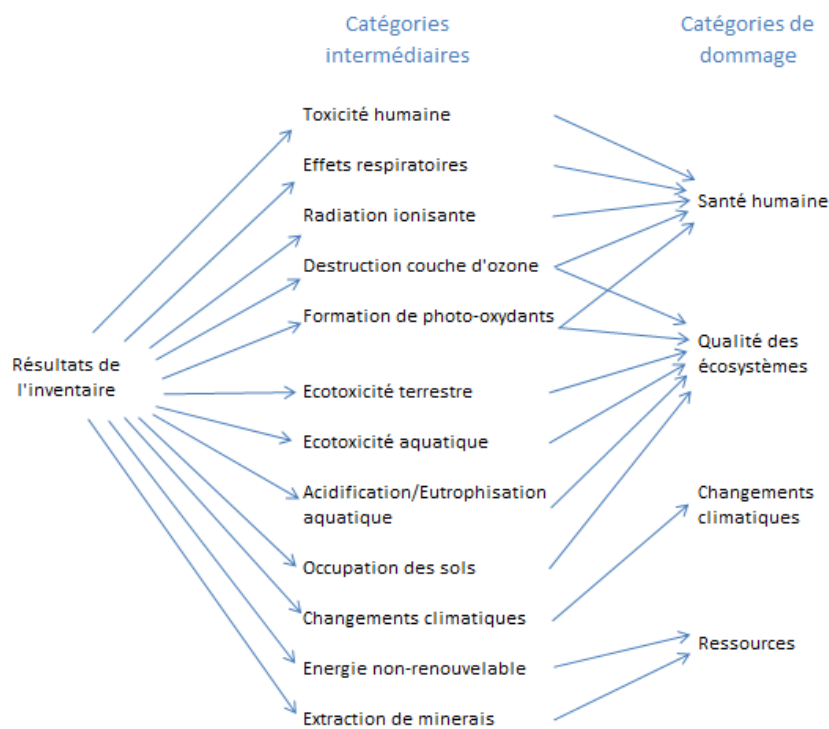 Catégories
intermédiaires
Catégories de
dommage
Toxicité humaine
Effets respiratoires
Radiation ionisante
Destruction couche d'ozone
Formation de photo-oxydants
Résultats de
l'inventaire
Ecotoxicité terrestre
Ecotoxicité aquatique
Acidification/Eutrophisation
aquatique
Occupation des sols
Changements climatiques
Energie non-renouvelable
Extraction de minerais
Santé humaine
Qualité des
écosystèmes
Changements
climatiques
Ressources